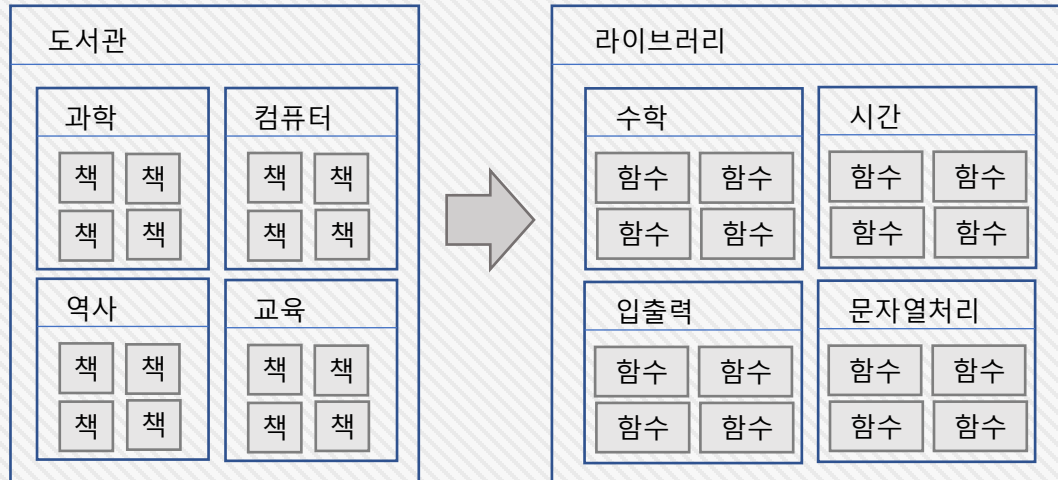 도서관
과학
책 책
책 책
컴퓨터
책 책
책 책
역사
책 책
책 책
교육
책 책
책 책
라이브러리
수학
함수 함수
함수 함수
시간
함수 함수
함수 함수
입출력
함수 함수
함수 함수
문자열처리
함수 함수
함수 함수